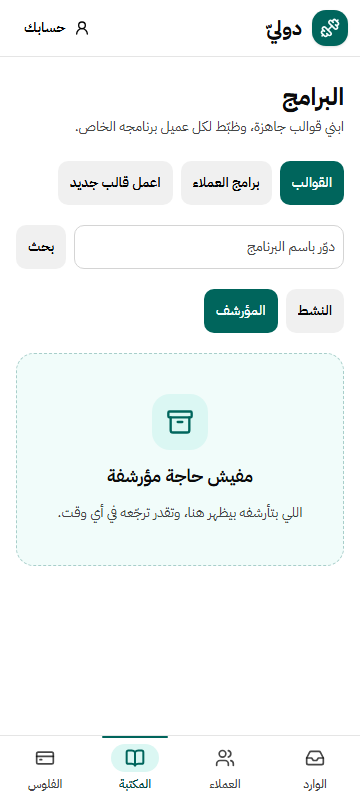 دوليّ
حسابك
البرامج
ابني قوالب جاهزة، وظبّط لكل عميل برنامجه الخاص.
القوالب
برامج العملاء
اعمل قالب جديد
دوّر باسم البرنامج
بحث
النشط
المؤرشف
مفيش حاجة مؤرشفة
اللي بتأرشفه بيظهر هنا، وتقدر ترجّعه في أي وقت.
الوارد
العملاء
المكتبة
الفلوس